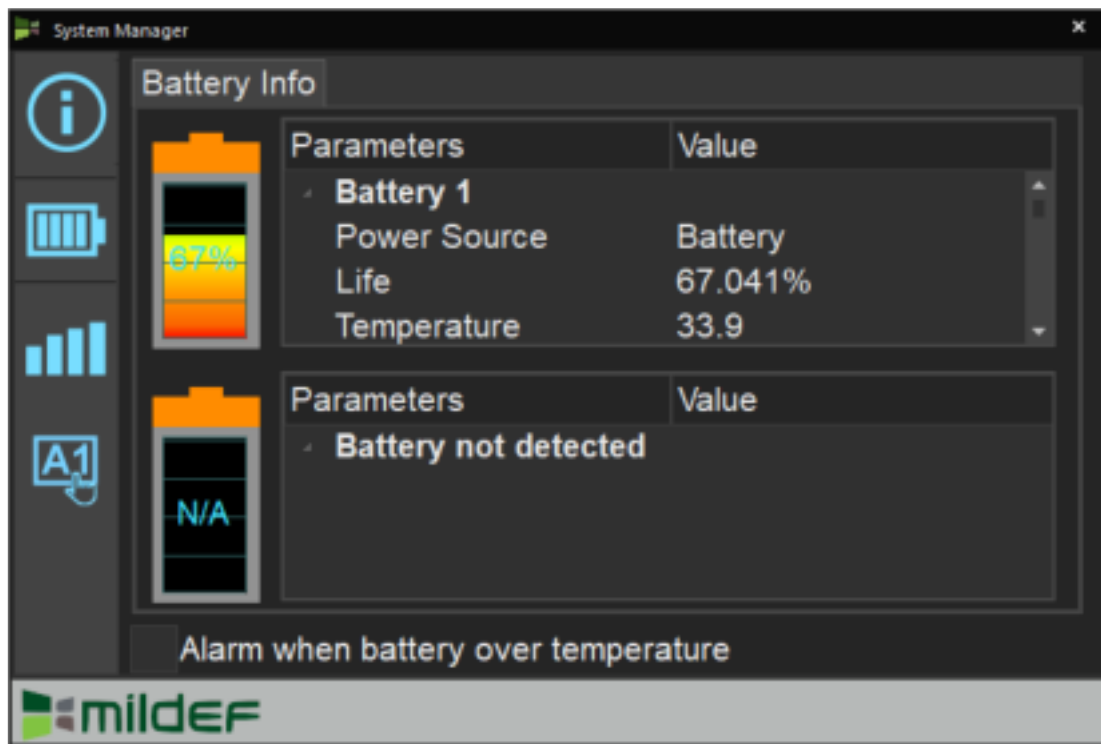 System Manager ×
Battery Info
Parameters Value
Battery 1
Power Source Battery
67% Life 67.041%
Temperature 33.9
Parameters Value
Battery not detected
N/A
A1
Alarm when battery over temperature
mildef